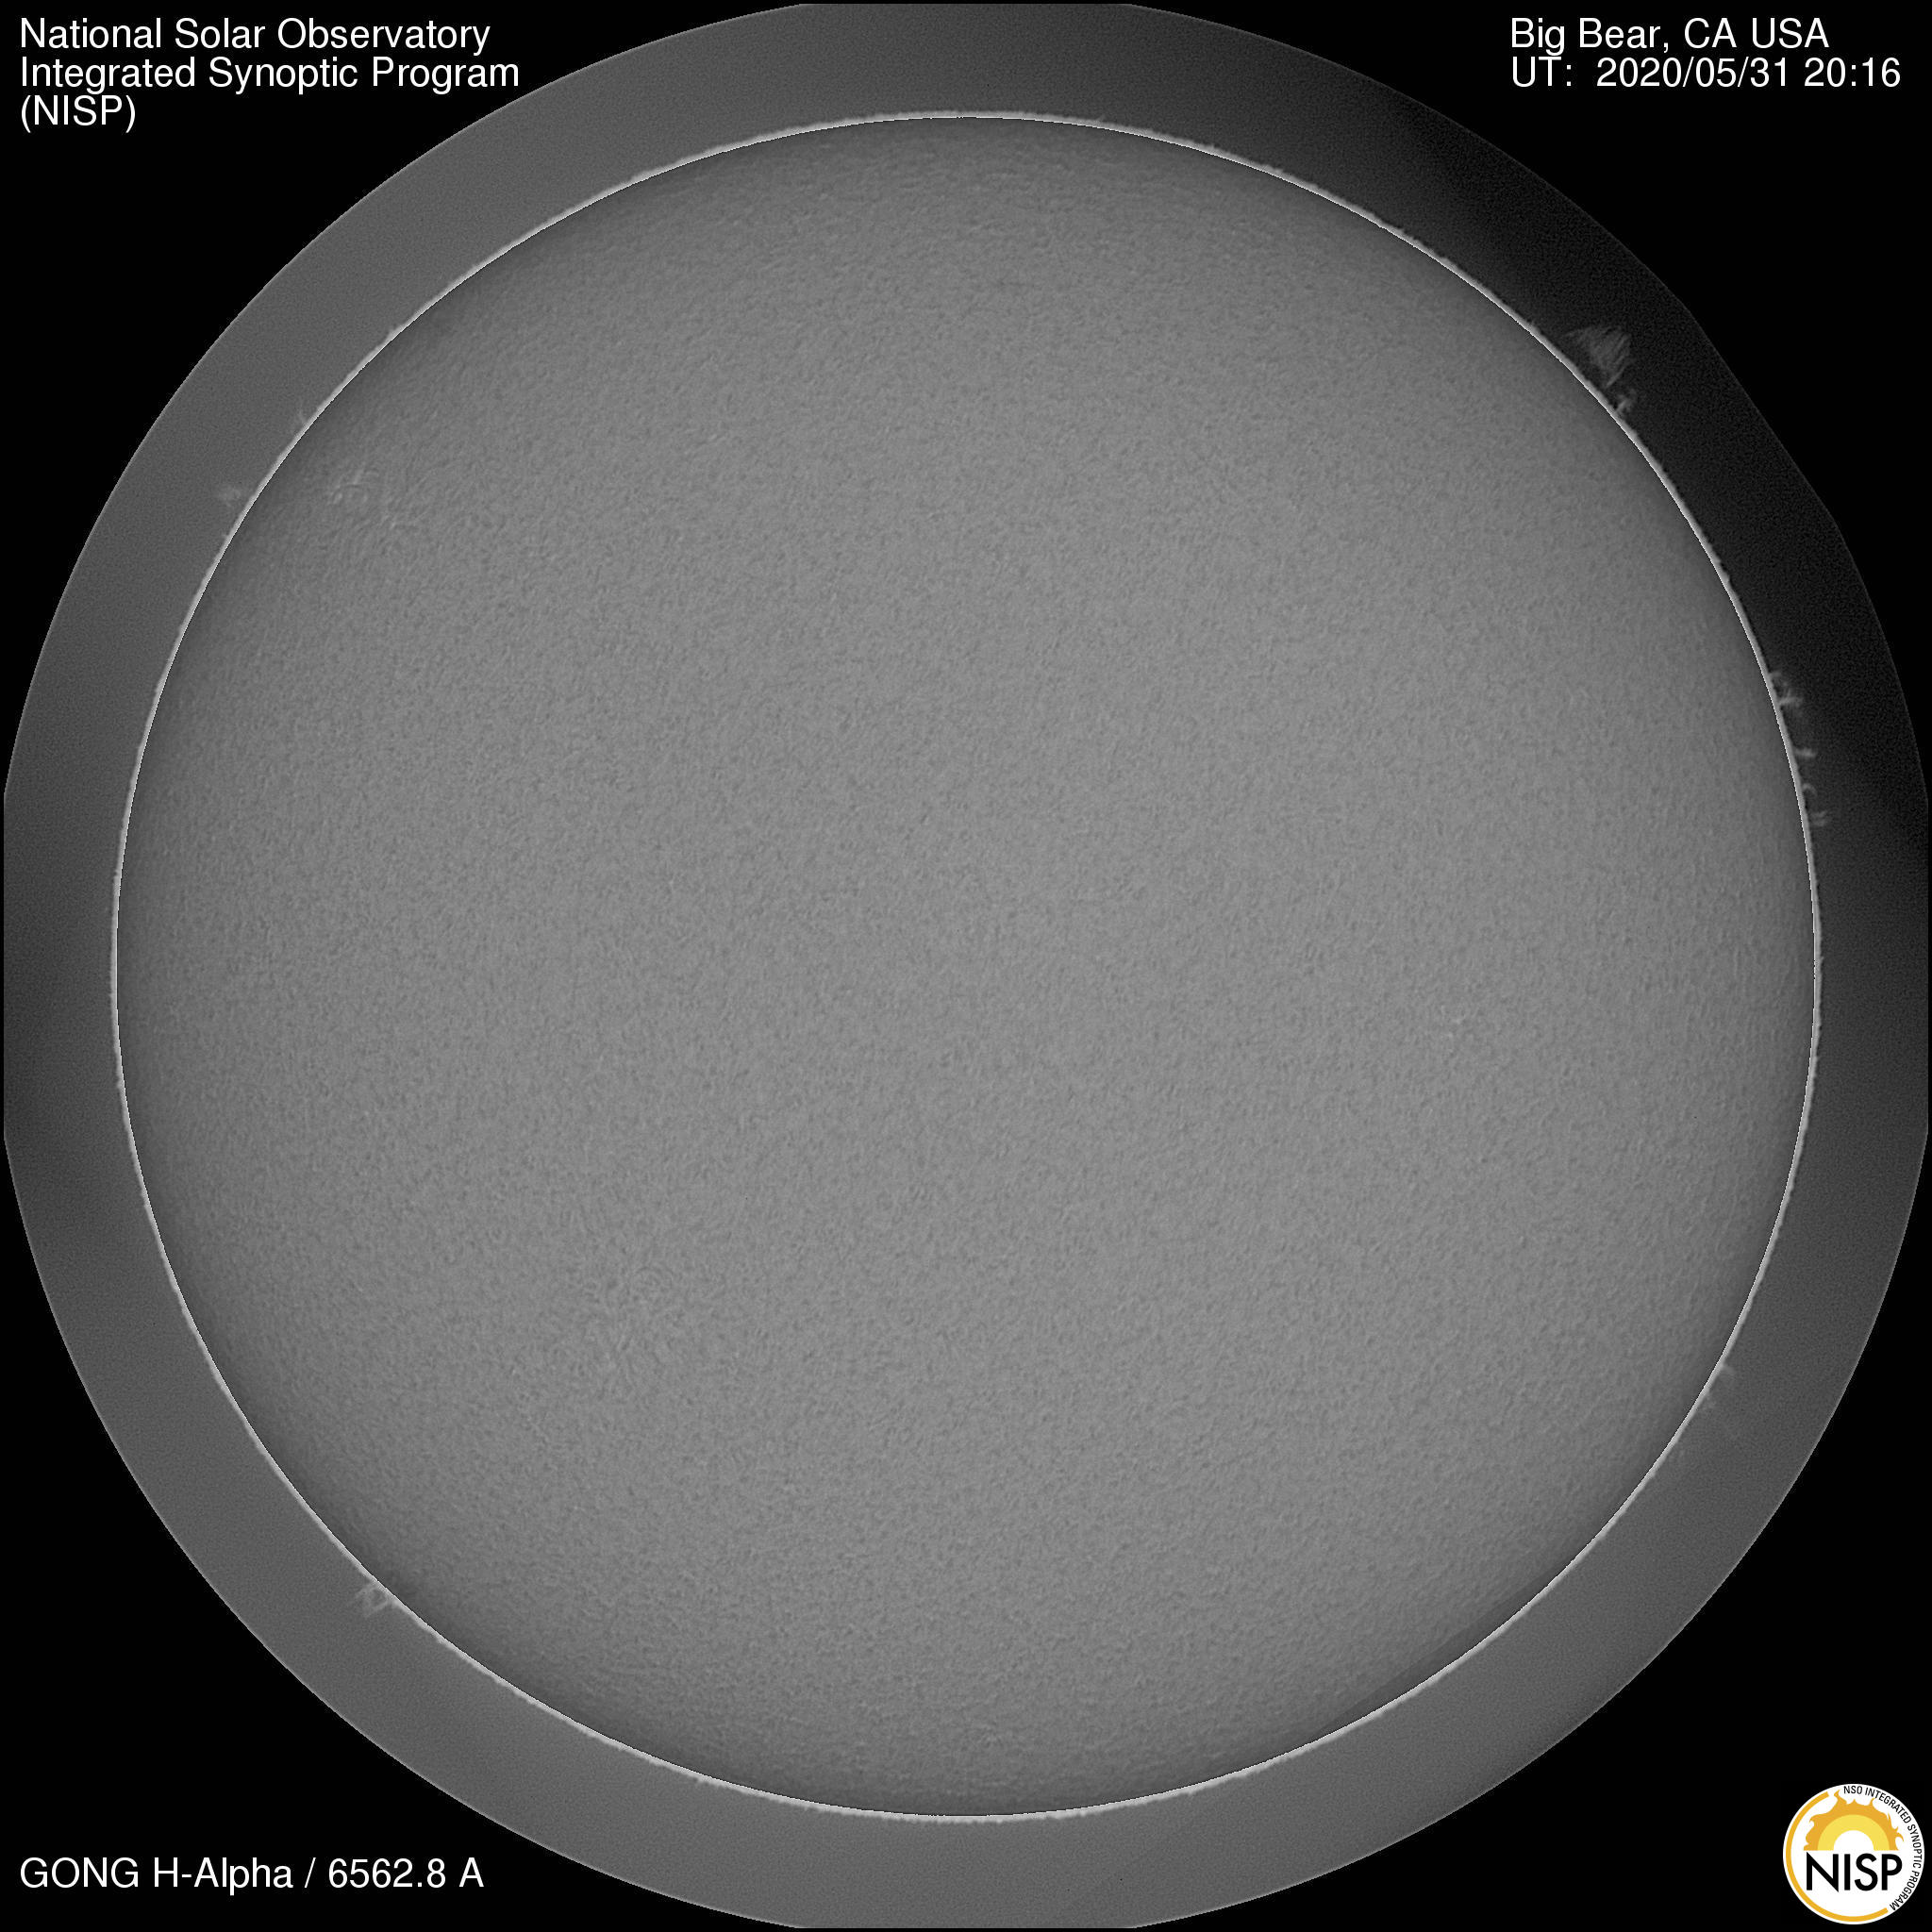 National Solar Observatory
Integrated Synoptic Program
(NISP)
Big Bear, CA USA
UT: 2020/05/31 20:16
GONG H-Alpha / 6562.8 A
NSO INTEGRATED SYNOPTIC PROGRAM
NISP